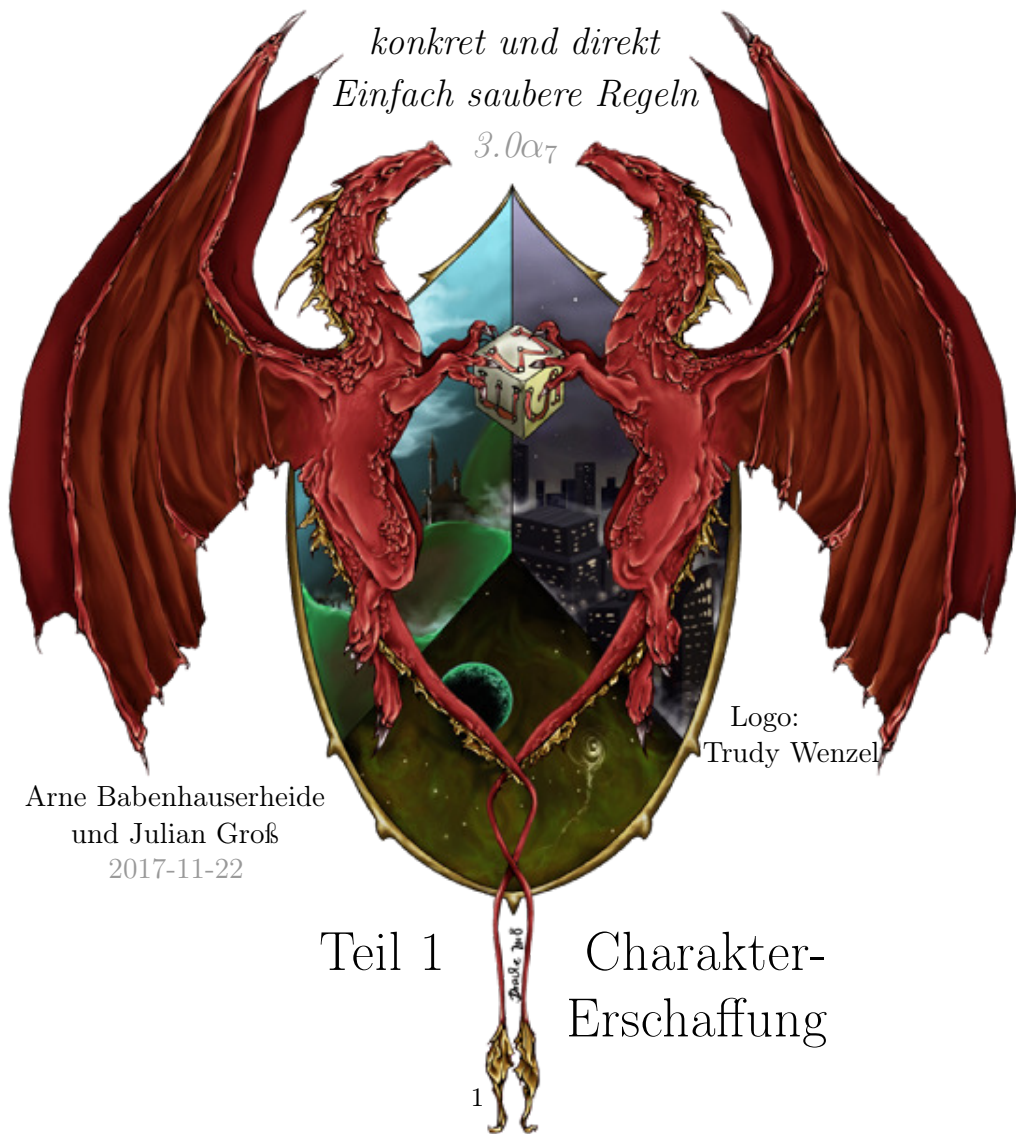 konkret und direkt
Einfach saubere Regeln
3.0α₇
Logo:
Trudy Wenzel
Arne Babenhauserheide
und Julian Groß
2017-11-22
Teil 1
Charakter-
Erschaffung
1